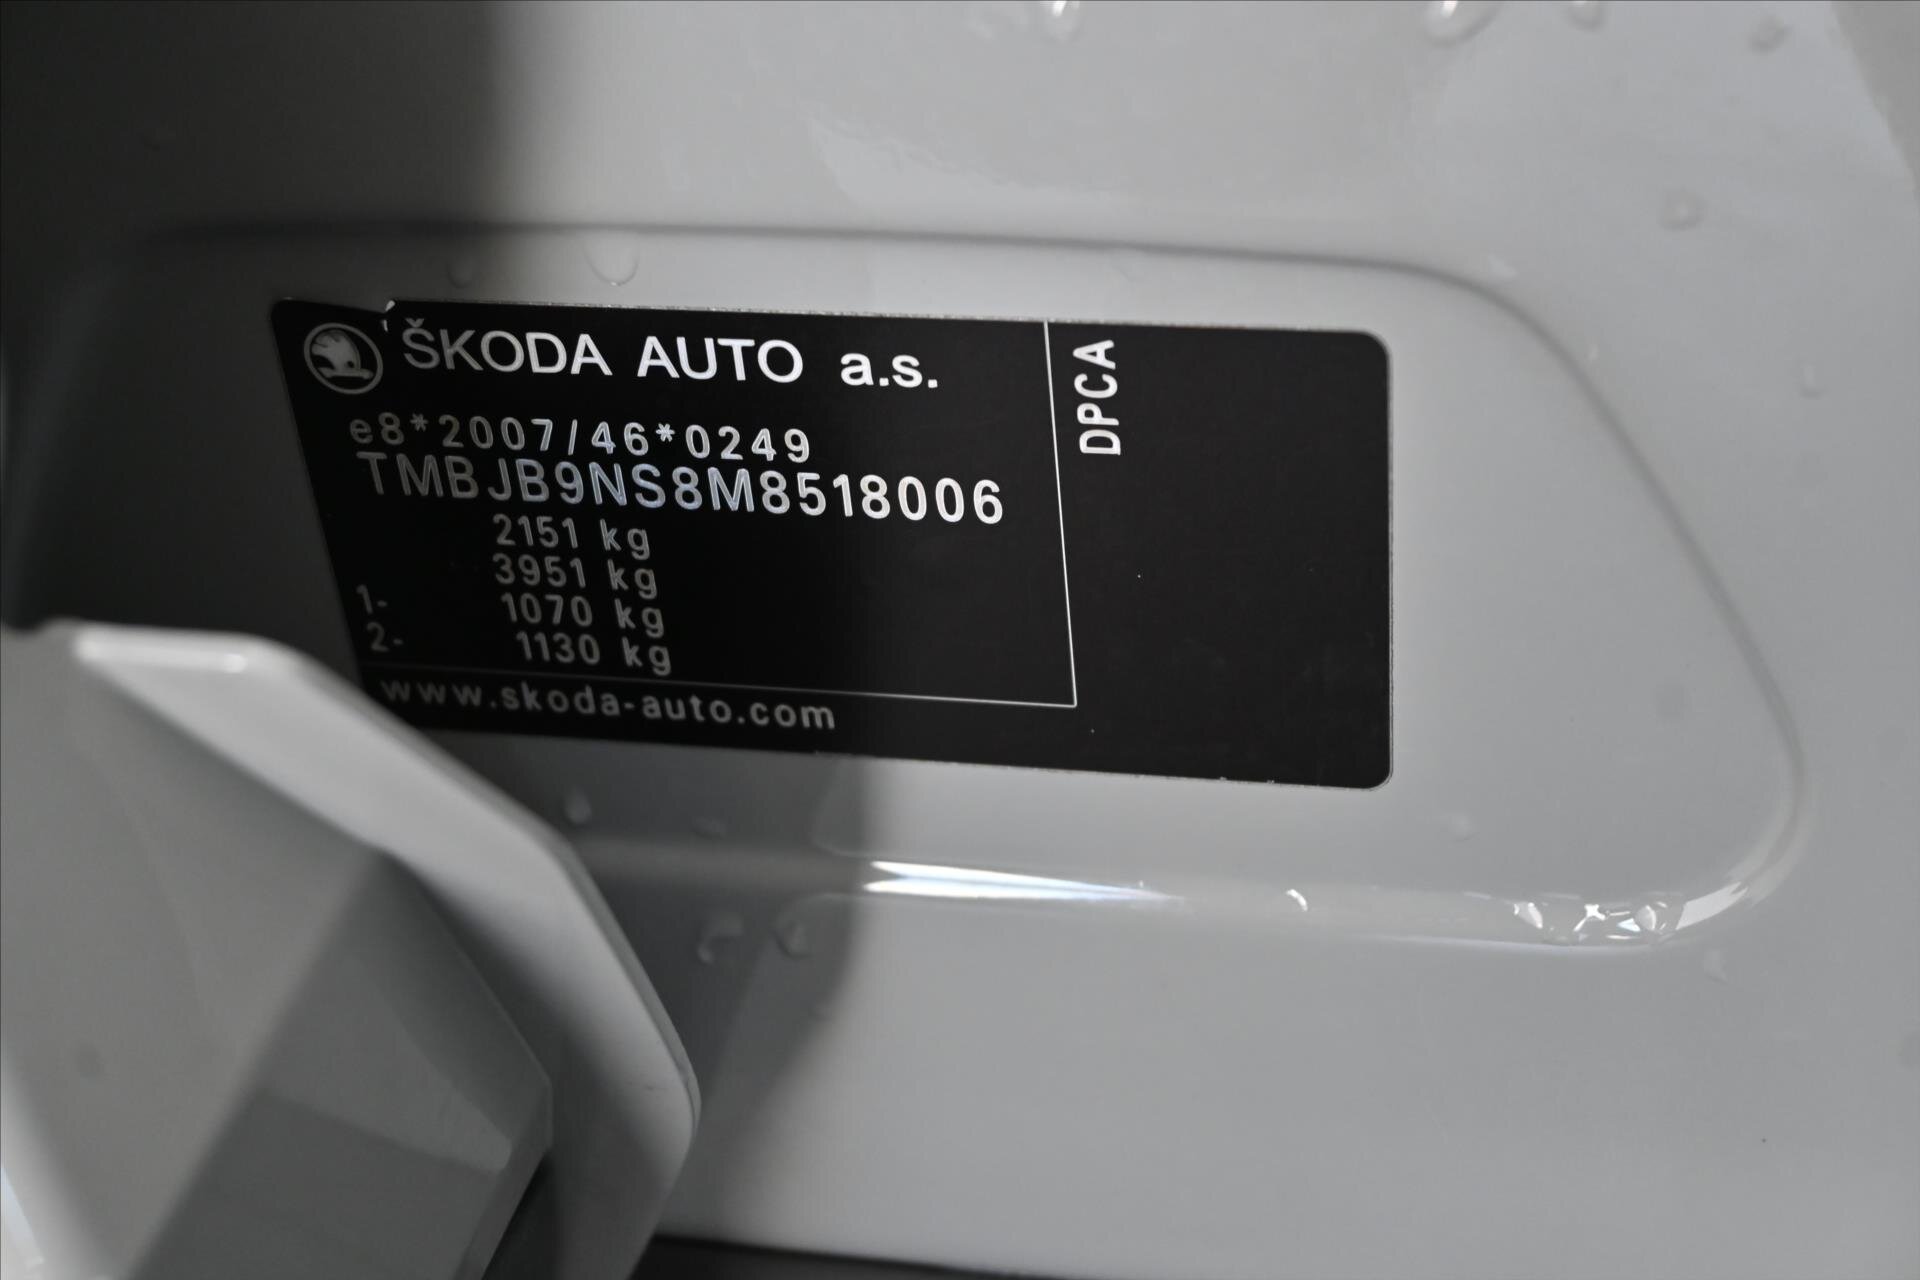 ŠKODA AUTO a.s.
e8*2007/46*0249
TMBJB9NS8M8518006
2151 kg
3951 kg
1- 1070 kg
2- 1130 kg
www.skoda-auto.com
DPCA